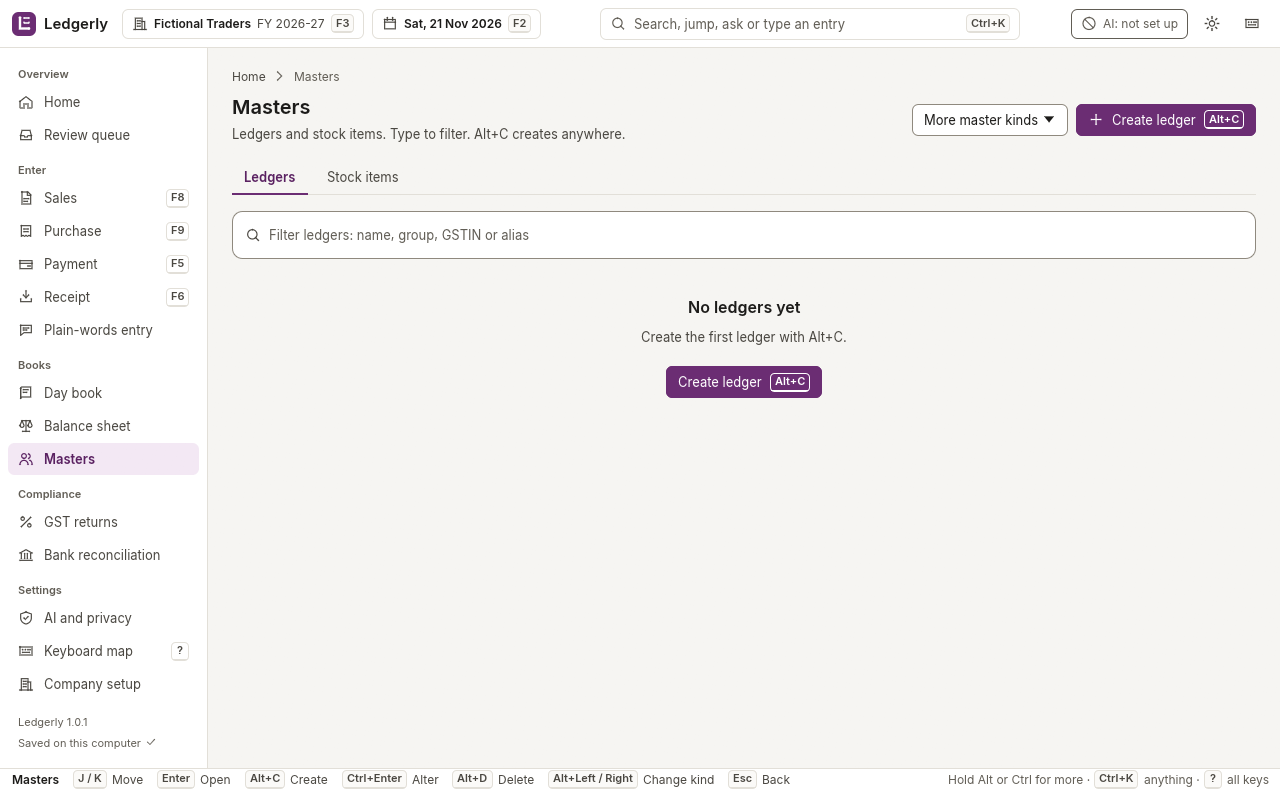 Ledgerly
Fictional Traders FY 2026-27 F3
Sat, 21 Nov 2026 F2
Search, jump, ask or type an entry Ctrl+K
AI: not set up
Overview
Home
Review queue
Enter
Sales F8
Purchase F9
Payment F5
Receipt F6
Plain-words entry
Books
Day book
Balance sheet
Masters
Compliance
GST returns
Bank reconciliation
Settings
AI and privacy
Keyboard map ?
Company setup
Ledgerly 1.0.1
Saved on this computer
Home Masters
Masters
Ledgers and stock items. Type to filter. Alt+C creates anywhere.
More master kinds
Create ledger Alt+C
Ledgers Stock items
Filter ledgers: name, group, GSTIN or alias
No ledgers yet
Create the first ledger with Alt+C.
Create ledger Alt+C
Masters J / K Move Enter Open Alt+C Create Ctrl+Enter Alter Alt+D Delete Alt+Left / Right Change kind Esc Back
Hold Alt or Ctrl for more · Ctrl+K anything · ? all keys